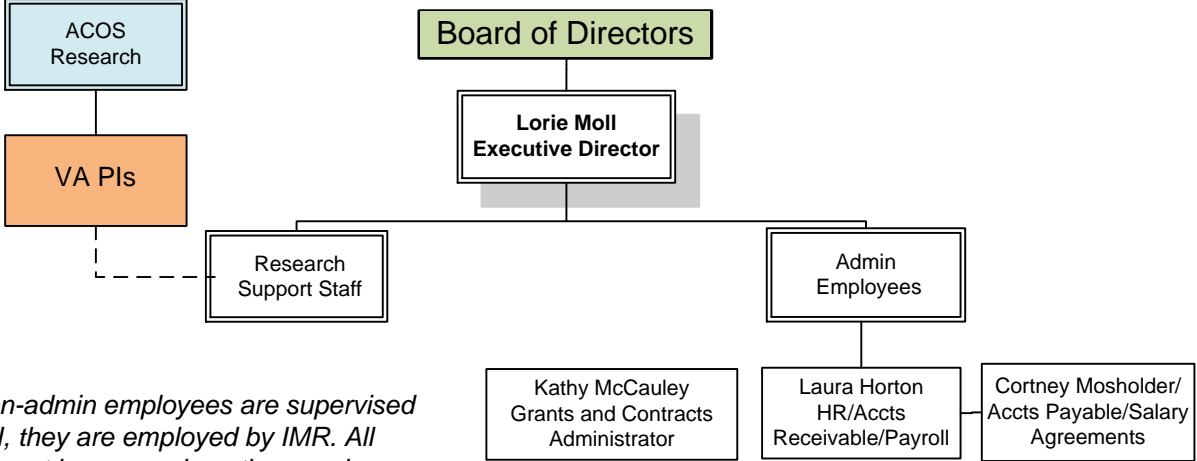 ACOS
Research
Board of Directors
Lorie Moll
Executive Director
VA PIs
Research
Support Staff
Admin
Employees
Kathy McCauley
Grants and Contracts
Administrator
Laura Horton
HR/Accts
Receivable/Payroll
Cortney Mosholder/
Accts Payable/Salary
Agreements
n-admin employees are supervised
, they are employed by IMR. All